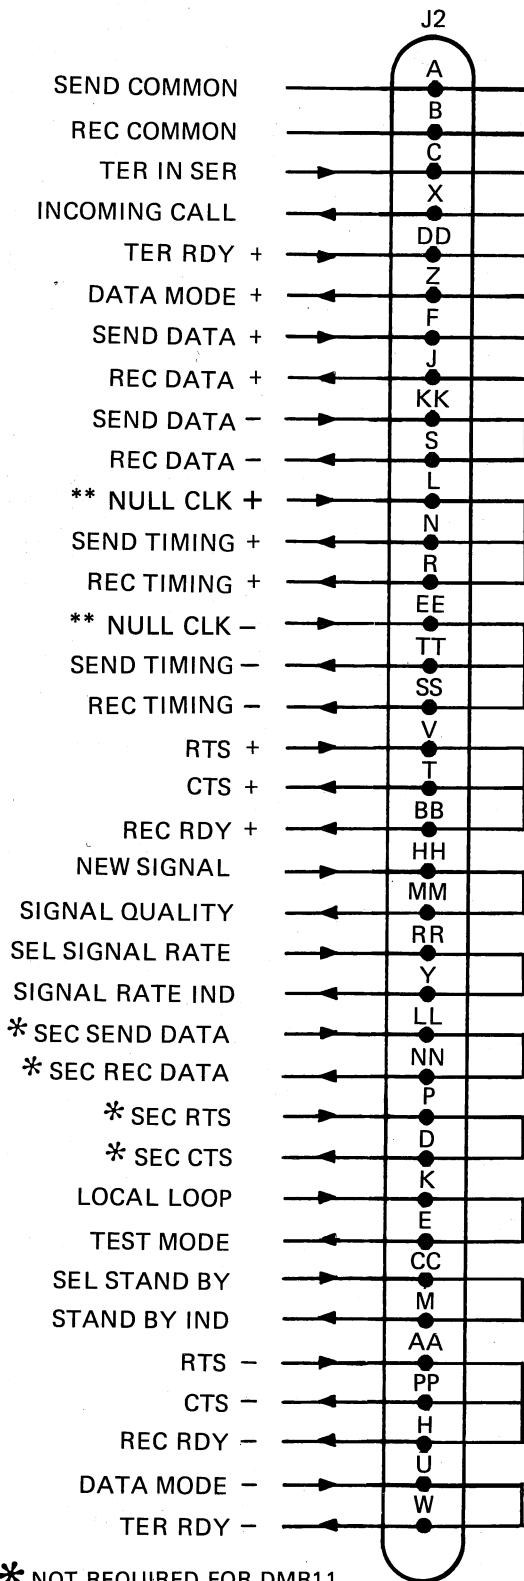 J2
SEND COMMON A
REC COMMON B
TER IN SER C
INCOMING CALL X
TER RDY + DD
DATA MODE + Z
SEND DATA + F
REC DATA + J
SEND DATA − KK
REC DATA − S
** NULL CLK + L
SEND TIMING + N
REC TIMING + R
** NULL CLK − EE
SEND TIMING − TT
REC TIMING − SS
RTS + V
CTS + T
REC RDY + BB
NEW SIGNAL HH
SIGNAL QUALITY MM
SEL SIGNAL RATE RR
SIGNAL RATE IND Y
* SEC SEND DATA LL
* SEC REC DATA NN
* SEC RTS P
* SEC CTS D
LOCAL LOOP K
TEST MODE E
SEL STAND BY CC
STAND BY IND M
RTS − AA
CTS − PP
REC RDY − H
DATA MODE − U
TER RDY − W
* NOT REQUIRED FOR DMR11